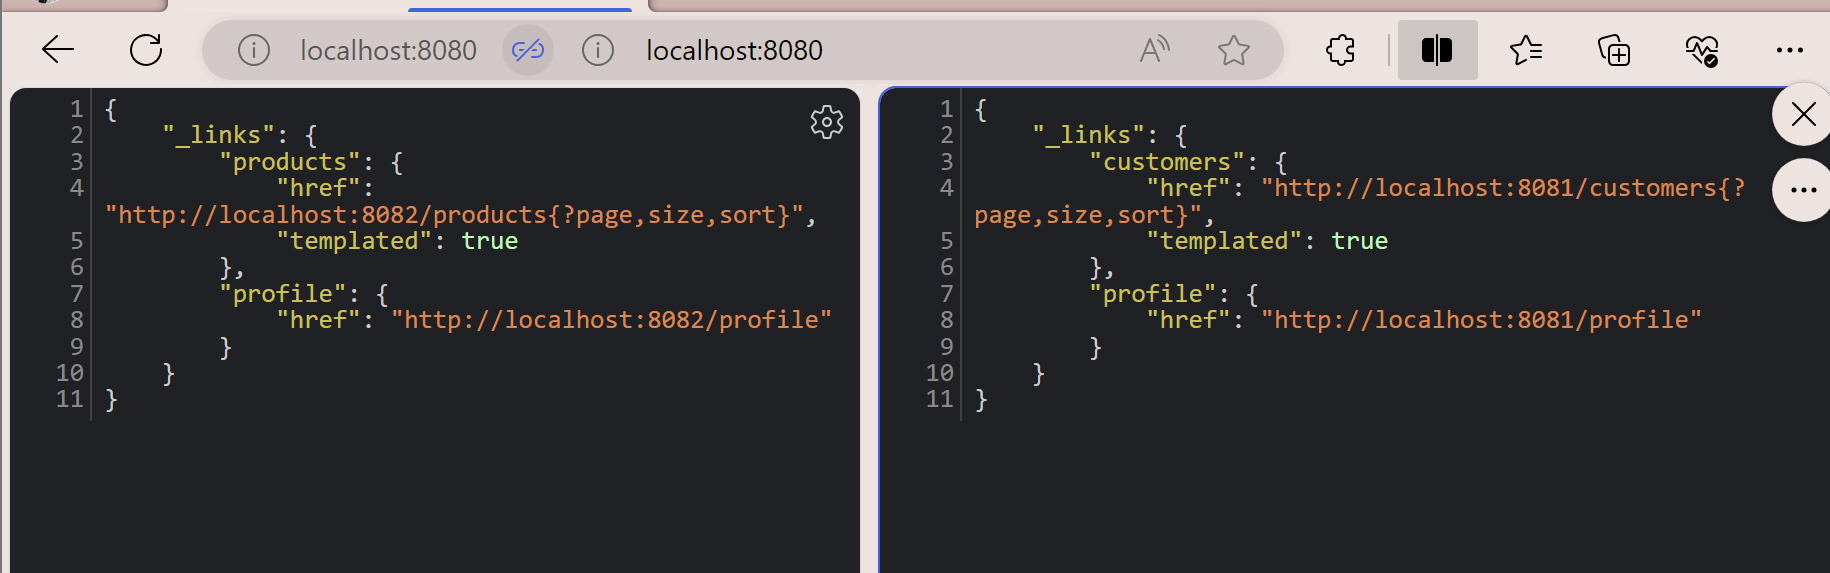 localhost:8080 localhost:8080
1 {
2 "_links": {
3 "products": {
4 "href":
"http://localhost:8082/products{?page,size,sort}",
5 "templated": true
6 },
7 "profile": {
8 "href": "http://localhost:8082/profile"
9 }
10 }
11 }
1 {
2 "_links": {
3 "customers": {
4 "href": "http://localhost:8081/customers{?
page,size,sort}",
5 "templated": true
6 },
7 "profile": {
8 "href": "http://localhost:8081/profile"
9 }
10 }
11 }